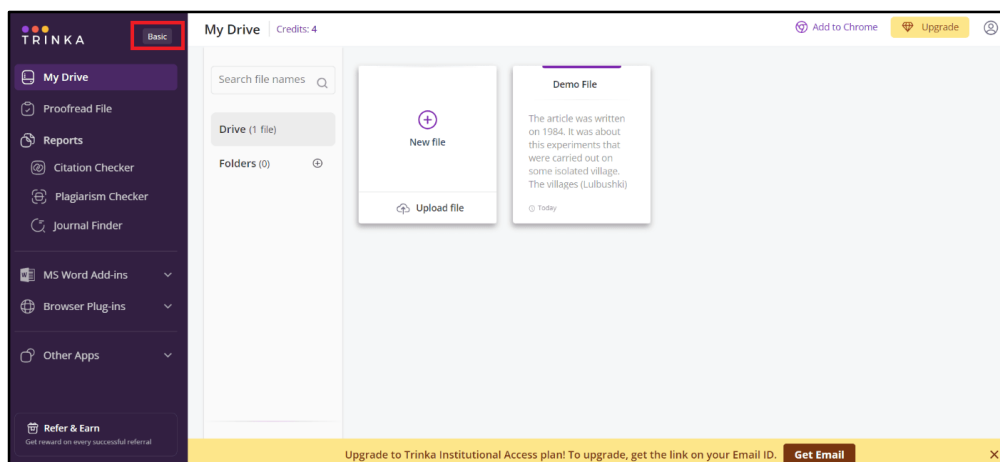 TRINKA
Basic
My Drive
Credits: 4
Add to Chrome
Upgrade
My Drive
Proofread File
Reports
Citation Checker
Plagiarism Checker
Journal Finder
MS Word Add-ins
Browser Plug-ins
Other Apps
Refer & Earn
Get reward on every successful referral
Search file names
Drive (1 file)
Folders (0)
New file
Upload file
Demo File
The article was written
on 1984. It was about
this experiments that
were carried out on
some isolated village.
The villages (Lulbushki)
Today
Upgrade to Trinka Institutional Access plan! To upgrade, get the link on your Email ID.
Get Email